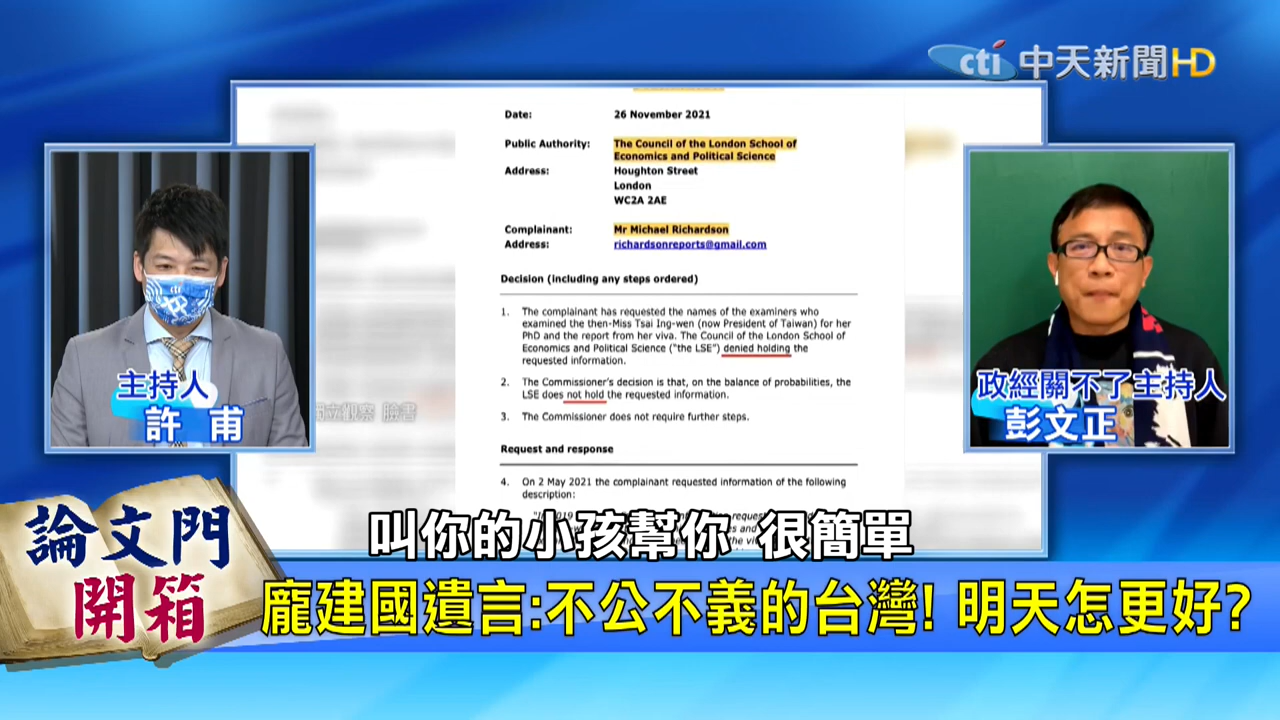 cti 中天新聞HD
Date: 26 November 2021
Public Authority: The Council of the London School of
Economics and Political Science
Address: Houghton Street
London
WC2A 2AE
Complainant: Mr Michael Richardson
Address: richardsonreports@gmail.com
Decision (including any steps ordered)
1. The complainant has requested the names of the examiners who
examined the then-Miss Tsai Ing-wen (now President of Taiwan) for her
PhD and the report from her viva. The Council of the London School of
Economics and Political Science ("the LSE") denied holding the
requested information.
2. The Commissioner's decision is that, on the balance of probabilities, the
LSE does not hold the requested information.
3. The Commissioner does not require further steps.
Request and response
4. On 2 May 2021 the complainant requested information of the following
description:
主持人
許 甫
立觀察 臉書
政經關不了主持人
彭文正
論文門
開箱
叫你的小孩幫你 很簡單
龐建國遺言:不公不義的台灣! 明天怎更好?